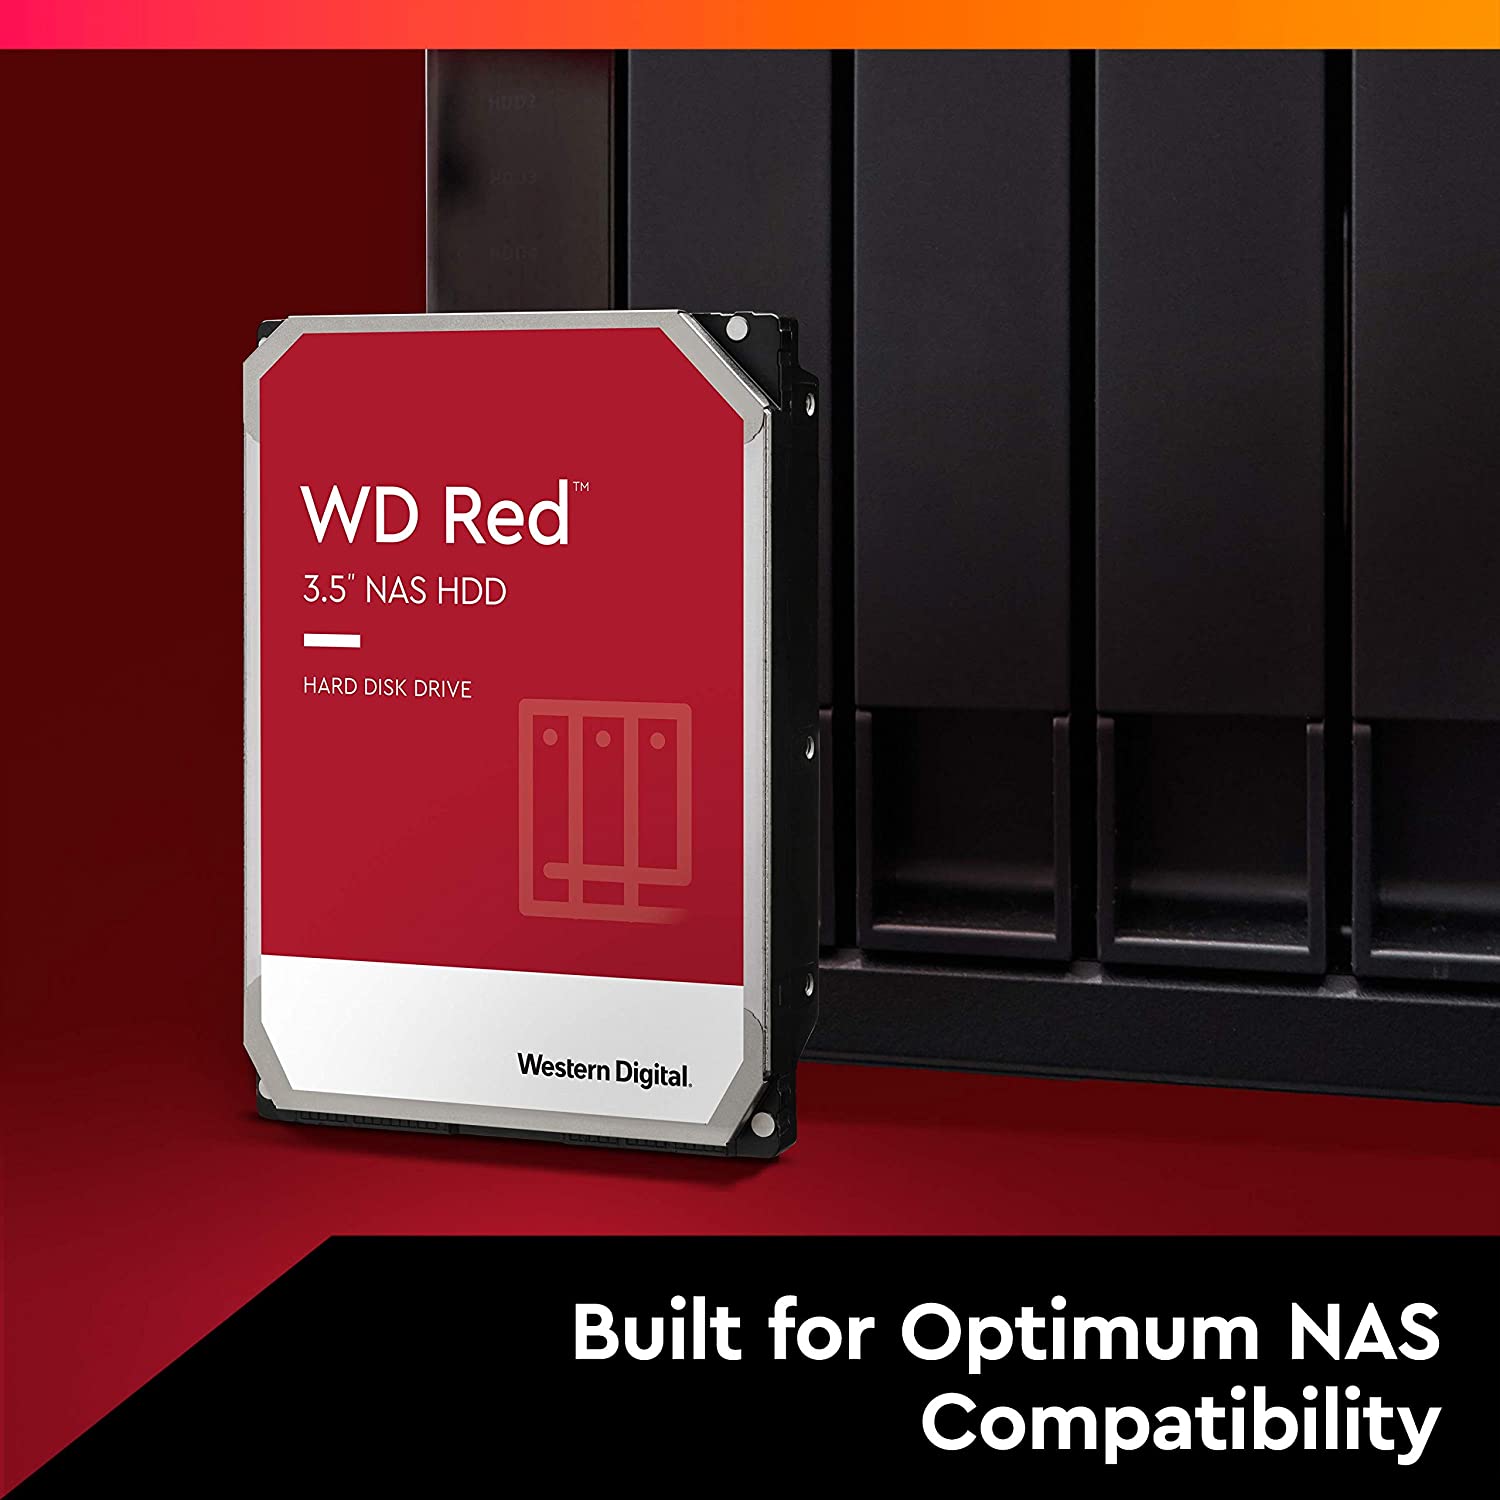 WD Red™
3.5" NAS HDD
HARD DISK DRIVE
Western Digital.
Built for Optimum NAS
Compatibility